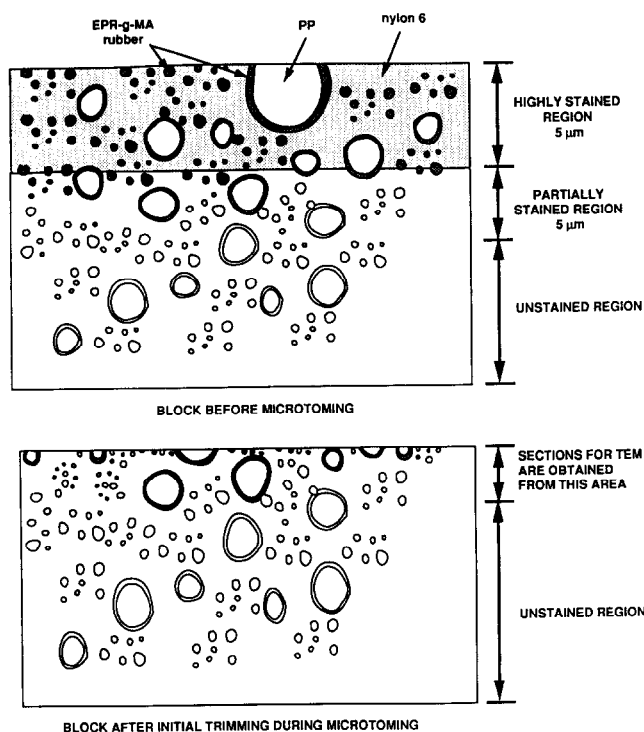 EPR-g-MA
rubber
PP
nylon 6
HIGHLY STAINED
REGION
5 μm
PARTIALLY
STAINED REGION
5 μm
UNSTAINED REGION
BLOCK BEFORE MICROTOMING
SECTIONS FOR TEM
ARE OBTAINED
FROM THIS AREA
UNSTAINED REGION
BLOCK AFTER INITIAL TRIMMING DURING MICROTOMING